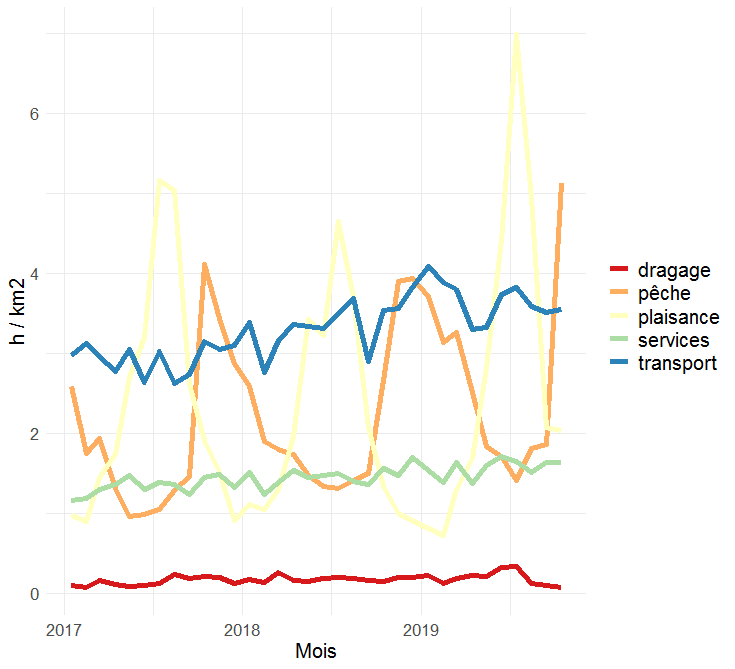 h / km2
6
4
2
0
2017 2018 2019
Mois
dragage
pêche
plaisance
services
transport